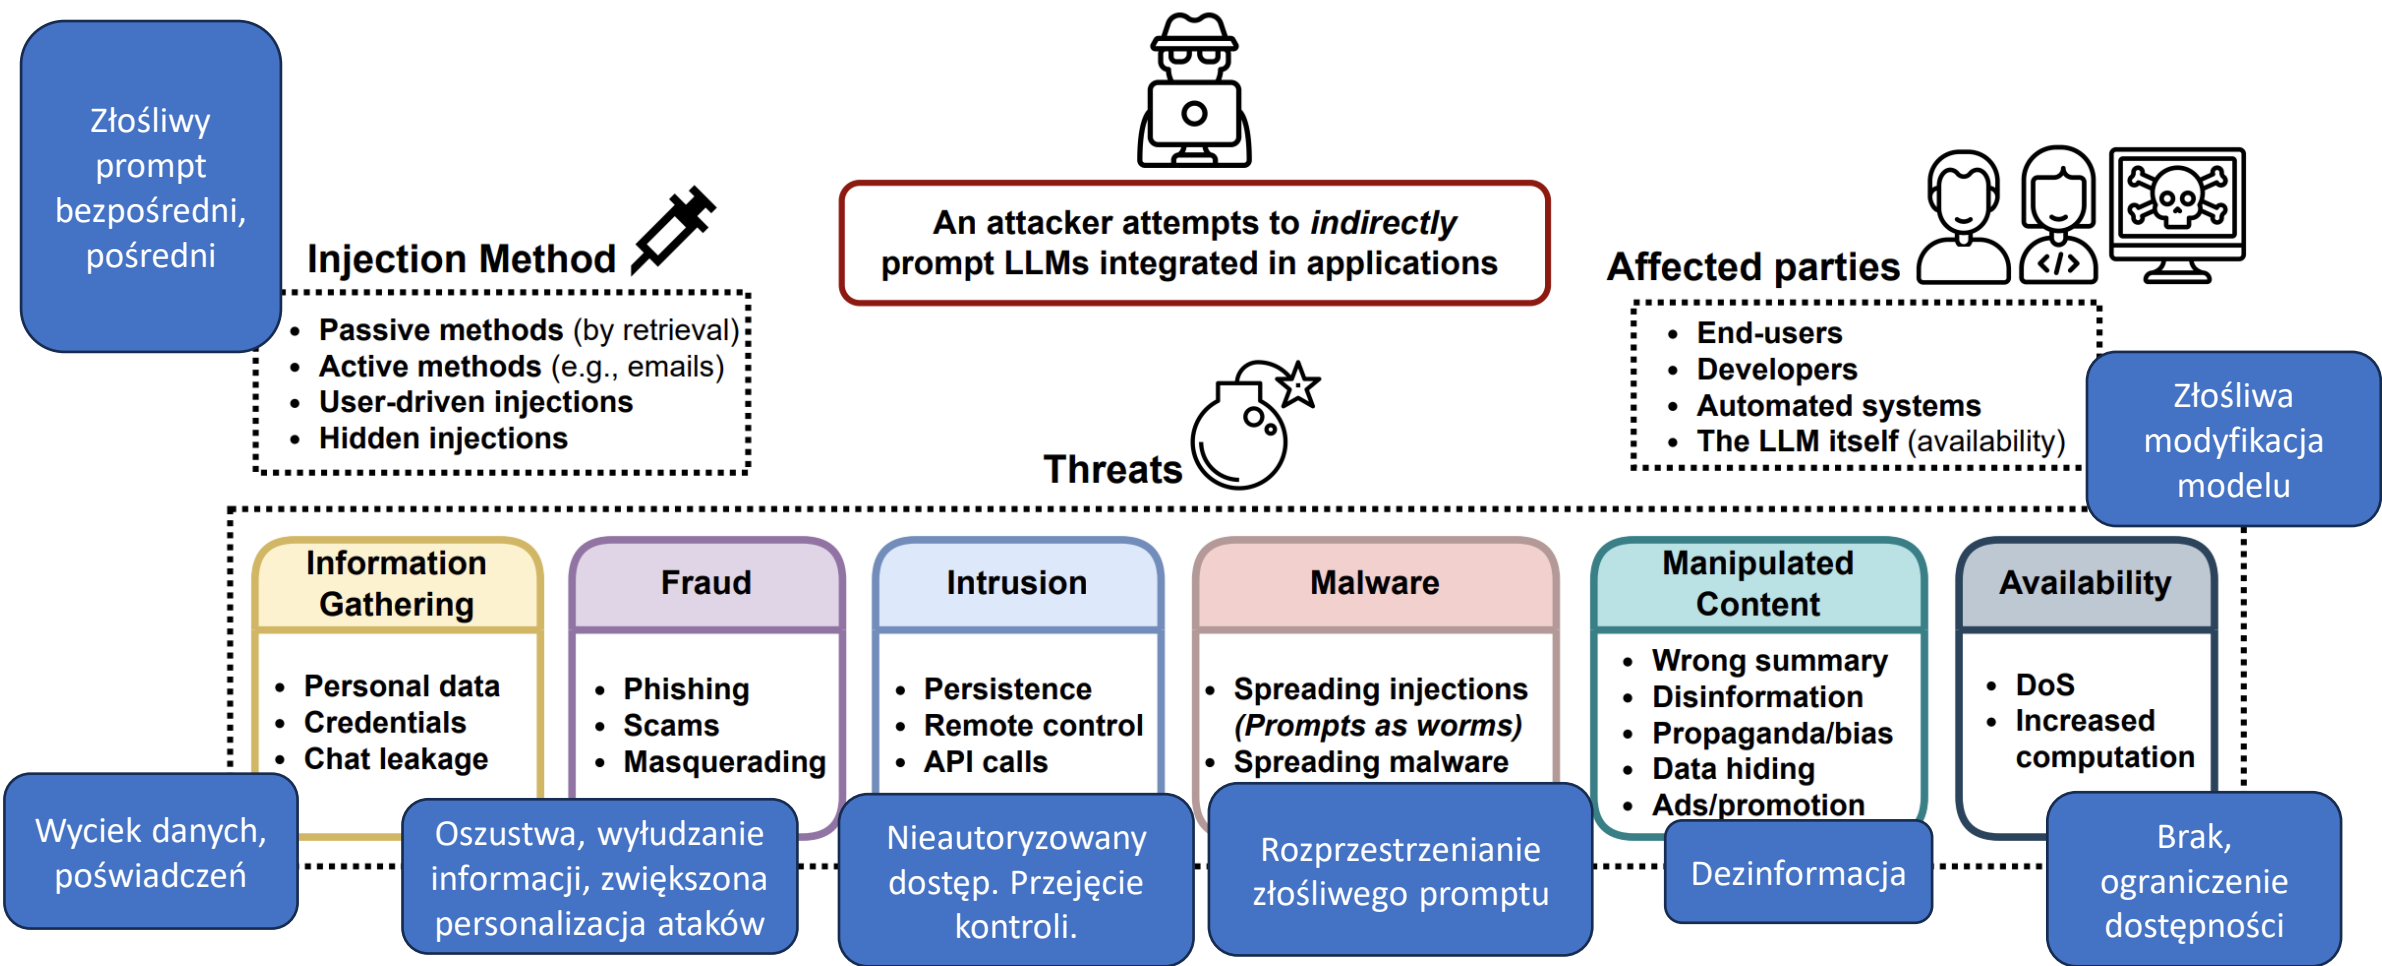 Złośliwy
prompt
bezpośredni,
pośredni
Injection Method
• Passive methods (by retrieval)
• Active methods (e.g., emails)
• User-driven injections
• Hidden injections
An attacker attempts to indirectly
prompt LLMs integrated in applications
Affected parties
</>
• End-users
• Developers
• Automated systems
• The LLM itself (availability)
Złośliwa
modyfikacja
modelu
Threats
Information
Gathering
• Personal data
• Credentials
• Chat leakage
Wyciek danych,
poświadczeń
Fraud
• Phishing
• Scams
• Masquerading
Oszustwa, wyłudzanie
informacji, zwiększona
personalizacja ataków
Intrusion
• Persistence
• Remote control
• API calls
Nieautoryzowany
dostęp. Przejęcie
kontroli.
Malware
• Spreading injections
(Prompts as worms)
• Spreading malware
Rozprzestrzenianie
złośliwego promptu
Manipulated
Content
• Wrong summary
• Disinformation
• Propaganda/bias
• Data hiding
• Ads/promotion
Dezinformacja
Availability
• DoS
• Increased
computation
Brak,
ograniczenie
dostępności